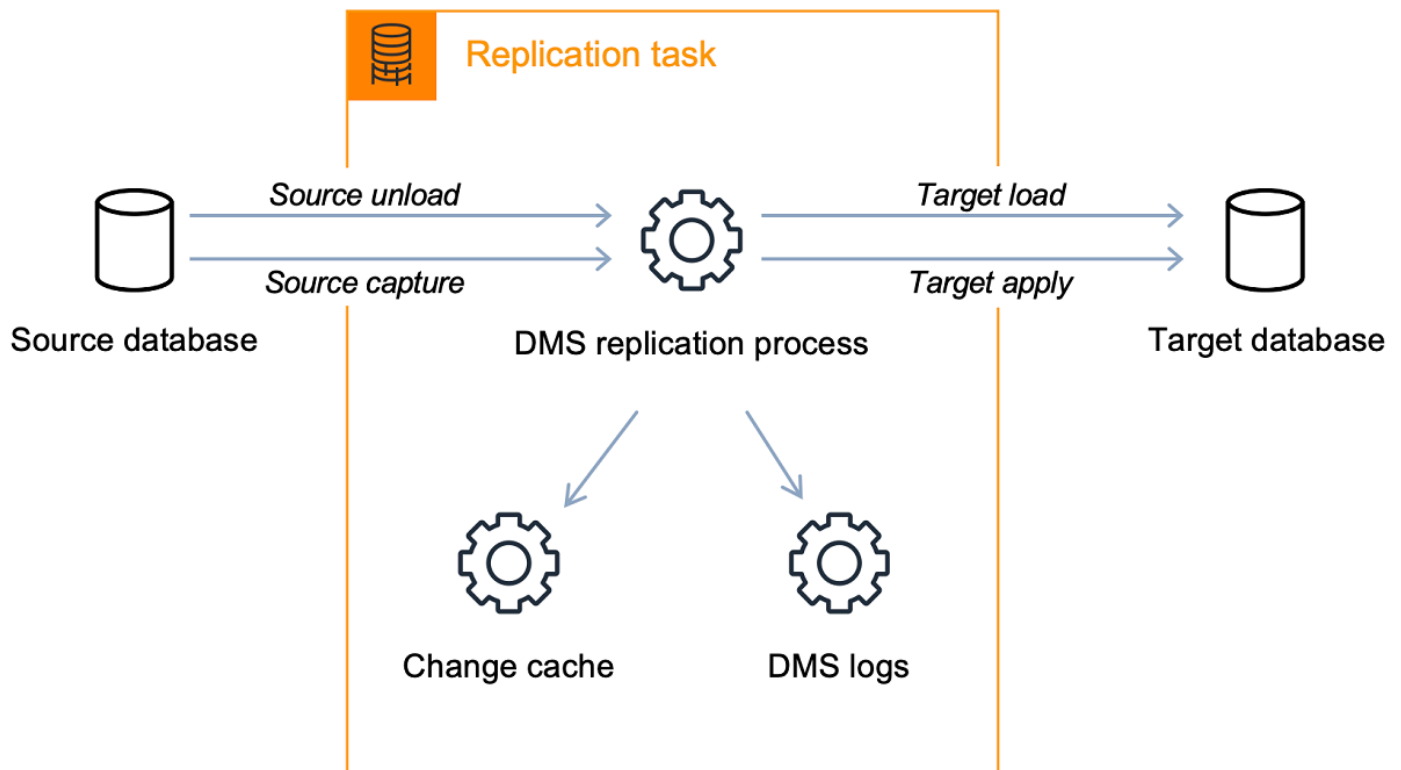 Replication task
Source unload
Target load
Source capture
Target apply
Source database
DMS replication process
Target database
Change cache
DMS logs